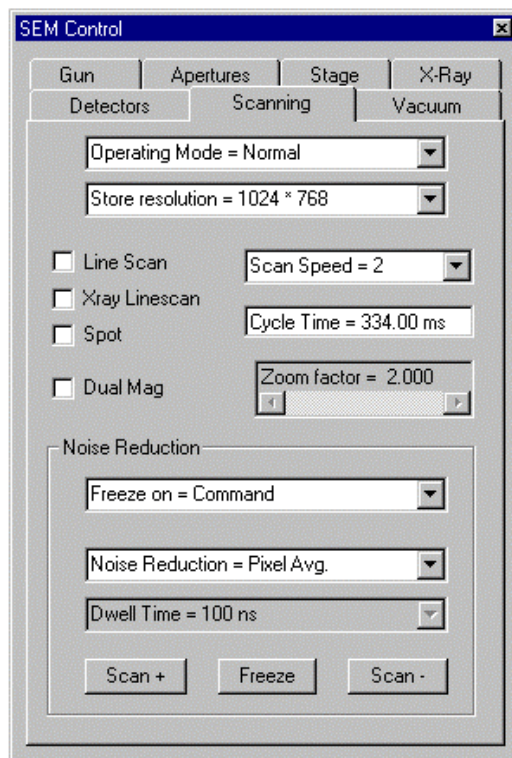 SEM Control
Gun
Apertures
Stage
X-Ray
Detectors
Scanning
Vacuum
Operating Mode = Normal
Store resolution = 1024 * 768
Line Scan
Scan Speed = 2
Xray Linescan
Cycle Time = 334.00 ms
Spot
Dual Mag
Zoom factor = 2.000
Noise Reduction
Freeze on = Command
Noise Reduction = Pixel Avg.
Dwell Time = 100 ns
Scan +
Freeze
Scan -